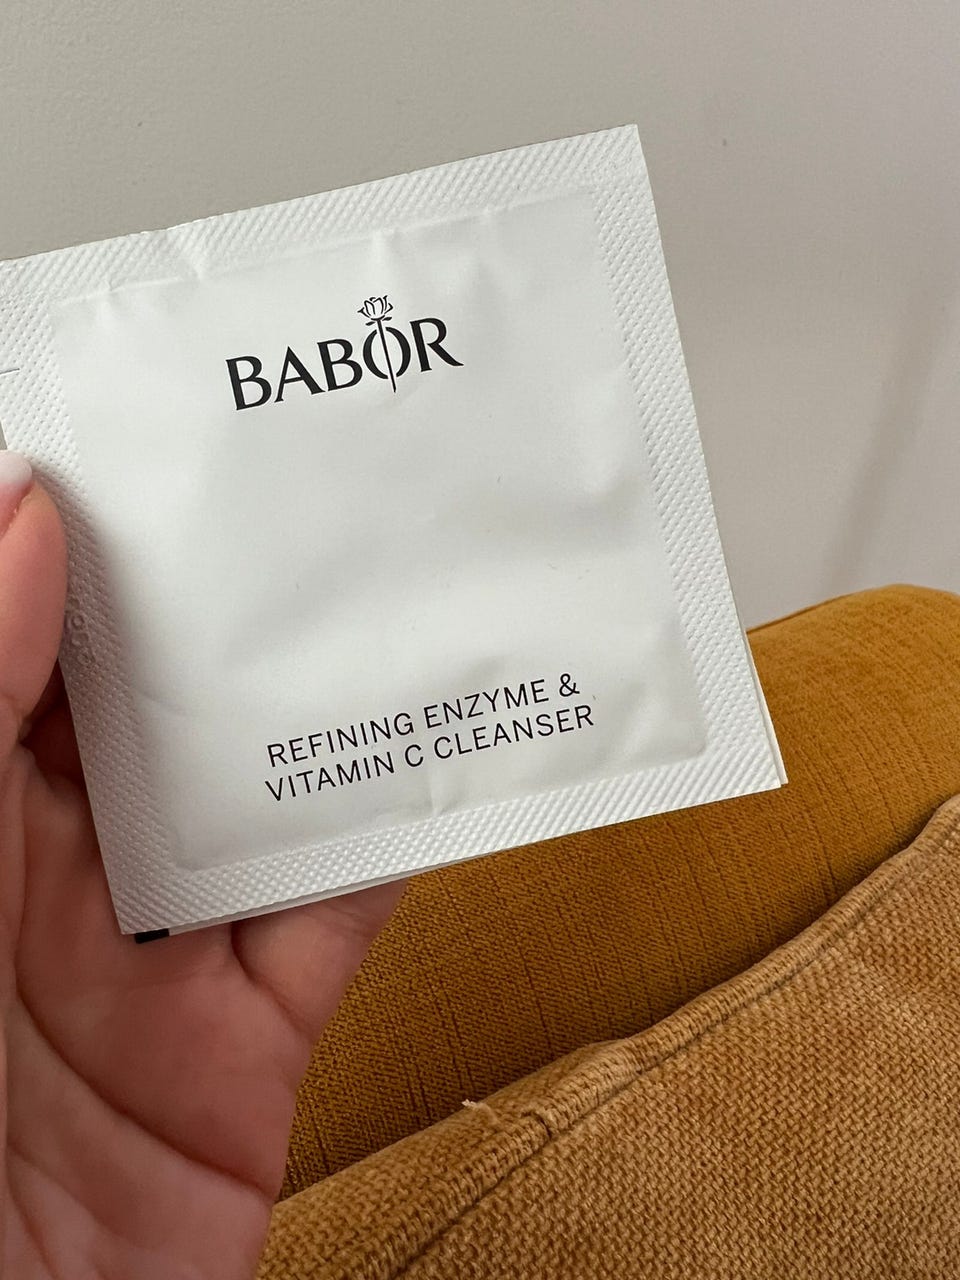 BABOR
REFINING ENZYME &
VITAMIN C CLEANSER